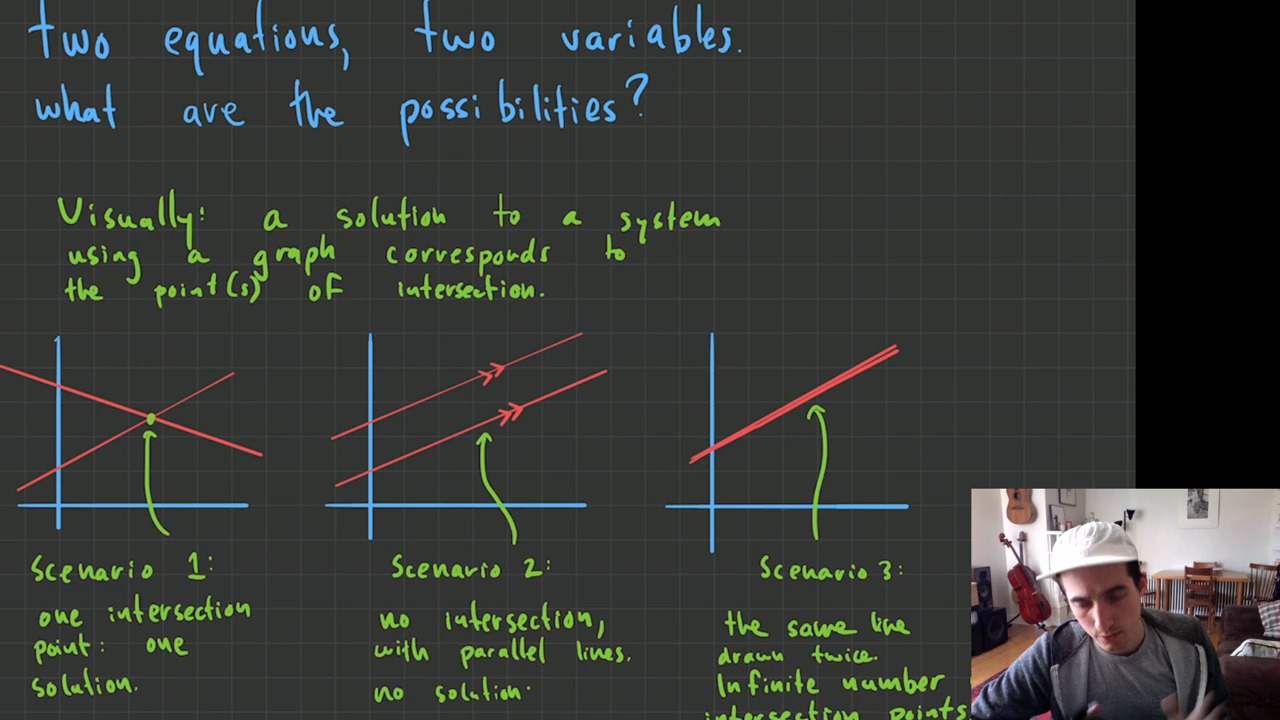 two equations, two variables.
what are the possibilities?
Visually: a solution to a system
using a graph corresponds to
the point(s) of intersection.
Scenario 1:
one intersection
point: one
solution.
Scenario 2:
no intersection,
with parallel lines.
no solution.
Scenario 3:
the same line
drawn twice.
Infinite number
intersection points.